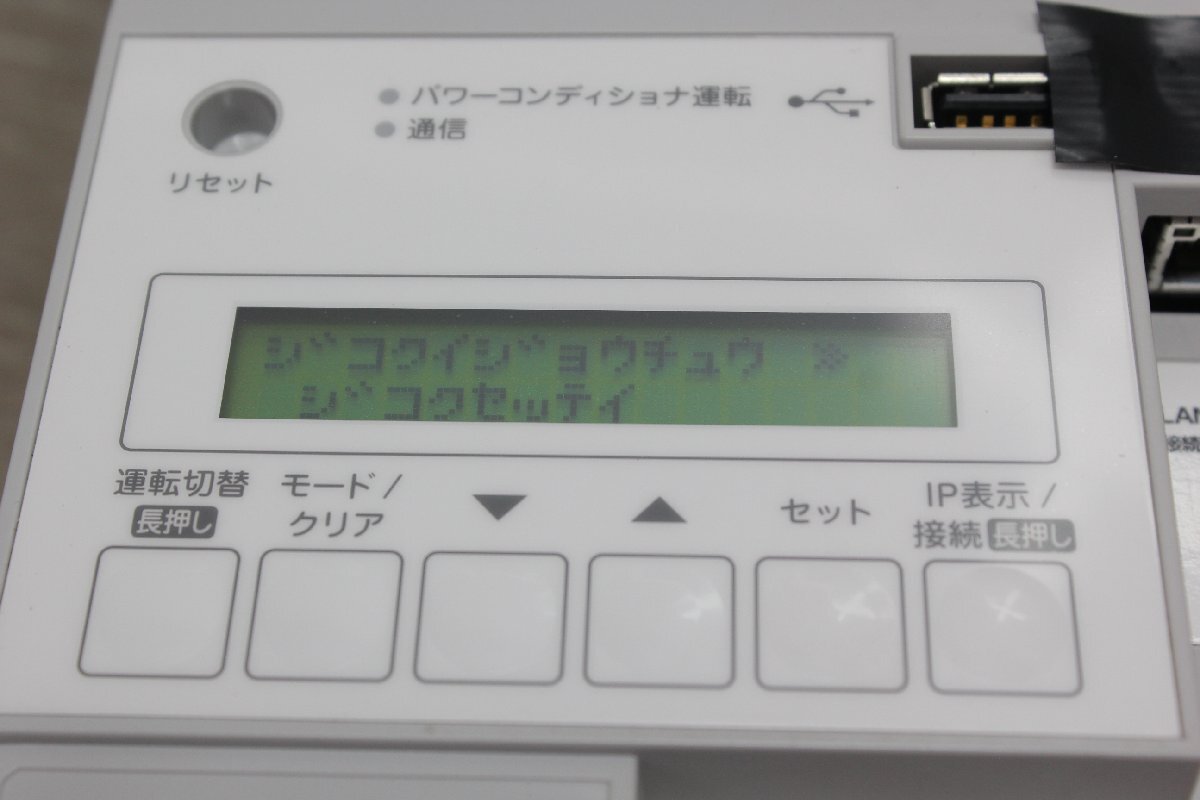 パワーコンディショナ運転
通信
リセット
ジコクイジョウチュウ ※
ジコクセッテイ
運転切替
長押し
モード/
クリア
▼
▲
セット
IP表示/
接続 長押し
LAN
接続